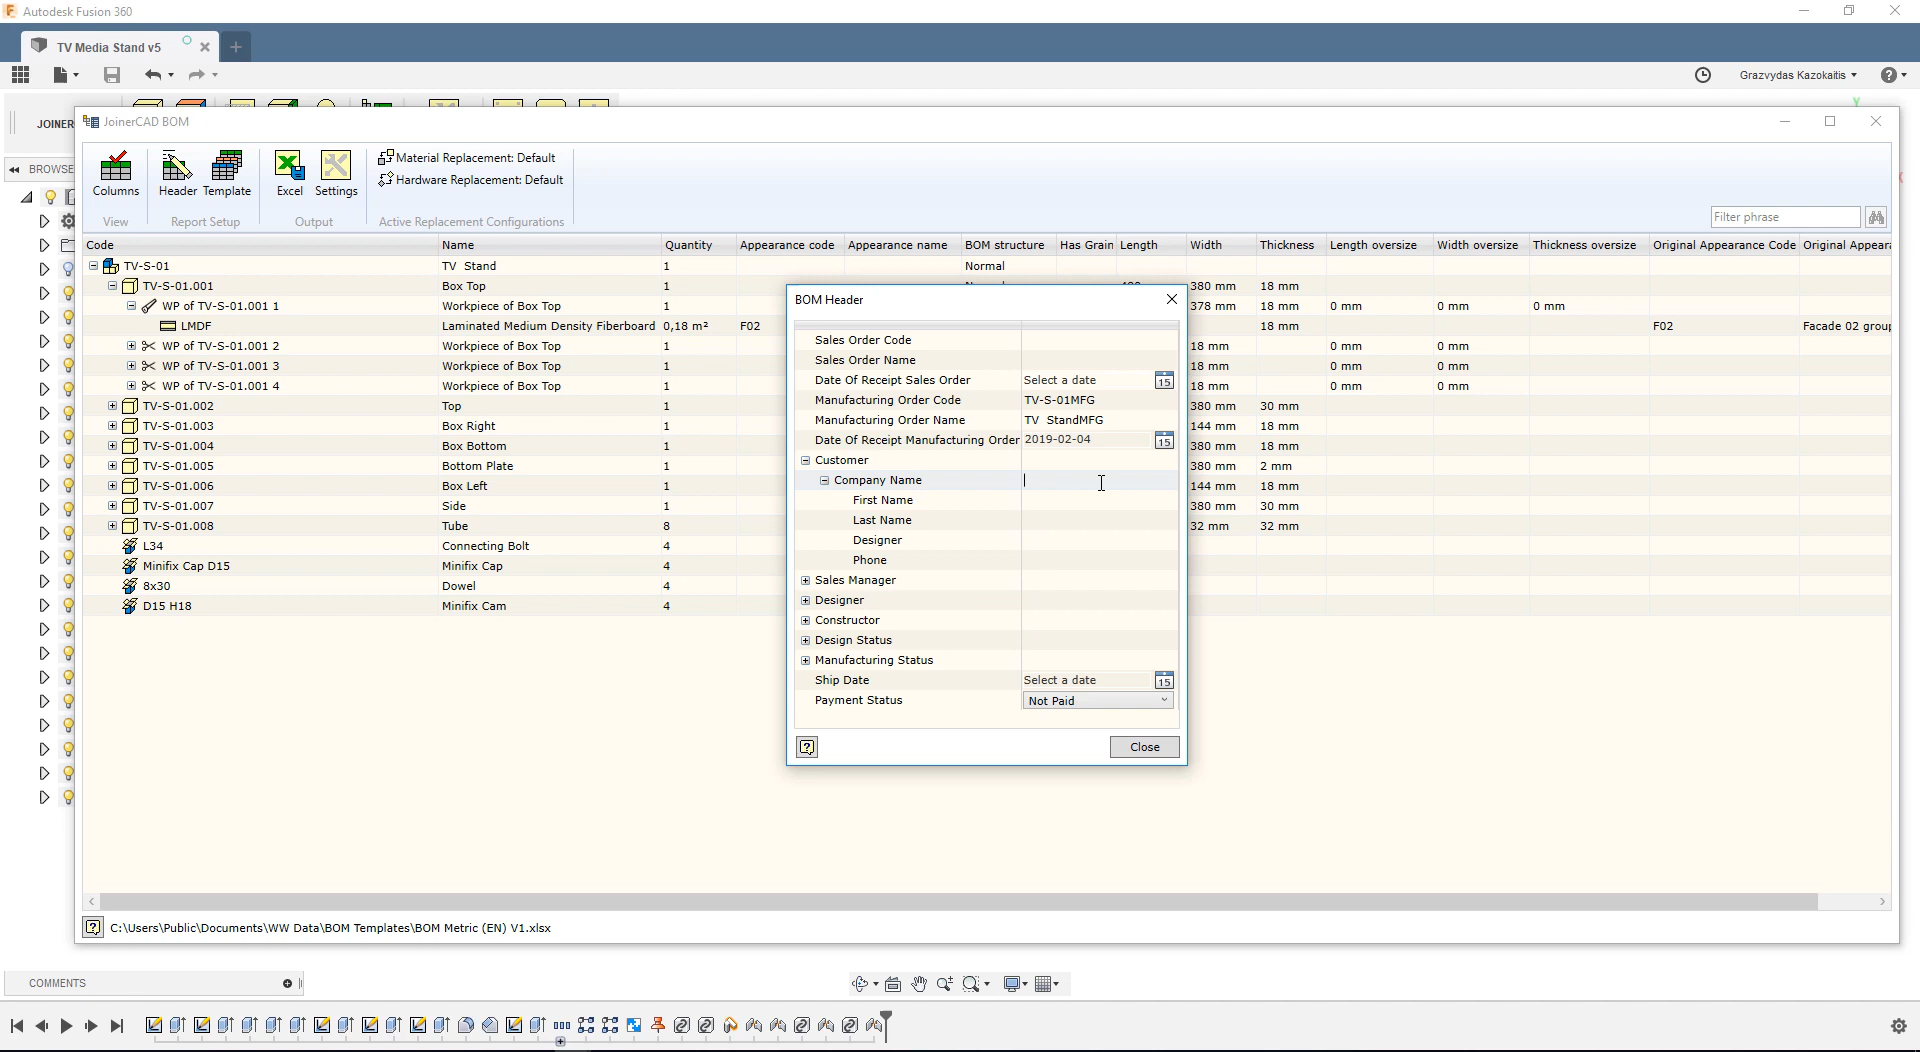 Autodesk Fusion 360
TV Media Stand v5
Grazvydas Kazokaitis
JOINER
JoinerCAD BOM
BROWSE
Columns
Header
Template
Excel
Settings
Material Replacement: Default
Hardware Replacement: Default
View
Report Setup
Output
Active Replacement Configurations
Filter phrase
Code Name Quantity Appearance code Appearance name BOM structure Has Grain Length Width Thickness Length oversize Width oversize Thickness oversize Original Appearance Code Original Appeara
TV-S-01 TV Stand 1 Normal
TV-S-01.001 Box Top 1 380 mm 18 mm
WP of TV-S-01.001 1 Workpiece of Box Top 1 378 mm 18 mm 0 mm 0 mm 0 mm
LMDF Laminated Medium Density Fiberboard 0,18 m² F02 18 mm F02 Facade 02 group
WP of TV-S-01.001 2 Workpiece of Box Top 1 18 mm 0 mm 0 mm
WP of TV-S-01.001 3 Workpiece of Box Top 1 18 mm 0 mm 0 mm
WP of TV-S-01.001 4 Workpiece of Box Top 1 18 mm 0 mm 0 mm
TV-S-01.002 Top 1 380 mm 30 mm
TV-S-01.003 Box Right 1 144 mm 18 mm
TV-S-01.004 Box Bottom 1 380 mm 18 mm
TV-S-01.005 Bottom Plate 1 380 mm 2 mm
TV-S-01.006 Box Left 1 144 mm 18 mm
TV-S-01.007 Side 1 380 mm 30 mm
TV-S-01.008 Tube 8 32 mm 32 mm
L34 Connecting Bolt 4
Minifix Cap D15 Minifix Cap 4
8x30 Dowel 4
D15 H18 Minifix Cam 4
BOM Header
Sales Order Code
Sales Order Name
Date Of Receipt Sales Order Select a date 15
Manufacturing Order Code TV-S-01MFG
Manufacturing Order Name TV StandMFG
Date Of Receipt Manufacturing Order 2019-02-04 15
Customer
Company Name
First Name
Last Name
Designer
Phone
Sales Manager
Designer
Constructor
Design Status
Manufacturing Status
Ship Date Select a date 15
Payment Status Not Paid
Close
C:\Users\Public\Documents\WW Data\BOM Templates\BOM Metric (EN) V1.xlsx
COMMENTS